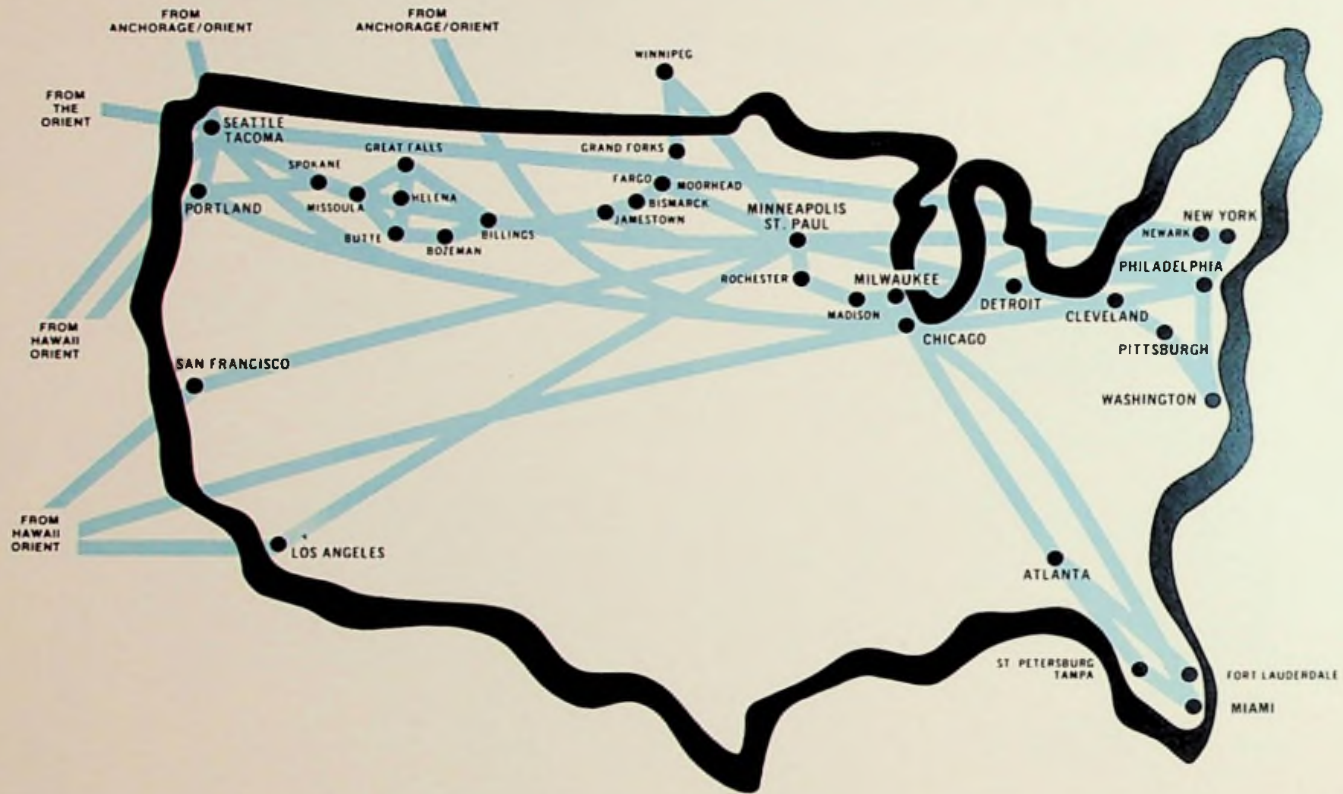 FROM
ANCHORAGE/ORIENT
FROM
ANCHORAGE/ORIENT
WINNIPEG
FROM
THE
ORIENT
SEATTLE
TACOMA
SPOKANE
GREAT FALLS
GRAND FORKS
PORTLAND
MISSOULA
HELENA
FARGO
MOORHEAD
BISMARCK
JAMESTOWN
BUTTE
BOZEMAN
BILLINGS
MINNEAPOLIS
ST. PAUL
NEW YORK
NEWARK
ROCHESTER
MILWAUKEE
MADISON
DETROIT
PHILADELPHIA
CLEVELAND
CHICAGO
PITTSBURGH
FROM
HAWAII
ORIENT
SAN FRANCISCO
WASHINGTON
FROM
HAWAII
ORIENT
LOS ANGELES
ATLANTA
ST PETERSBURG
TAMPA
FORT LAUDERDALE
MIAMI